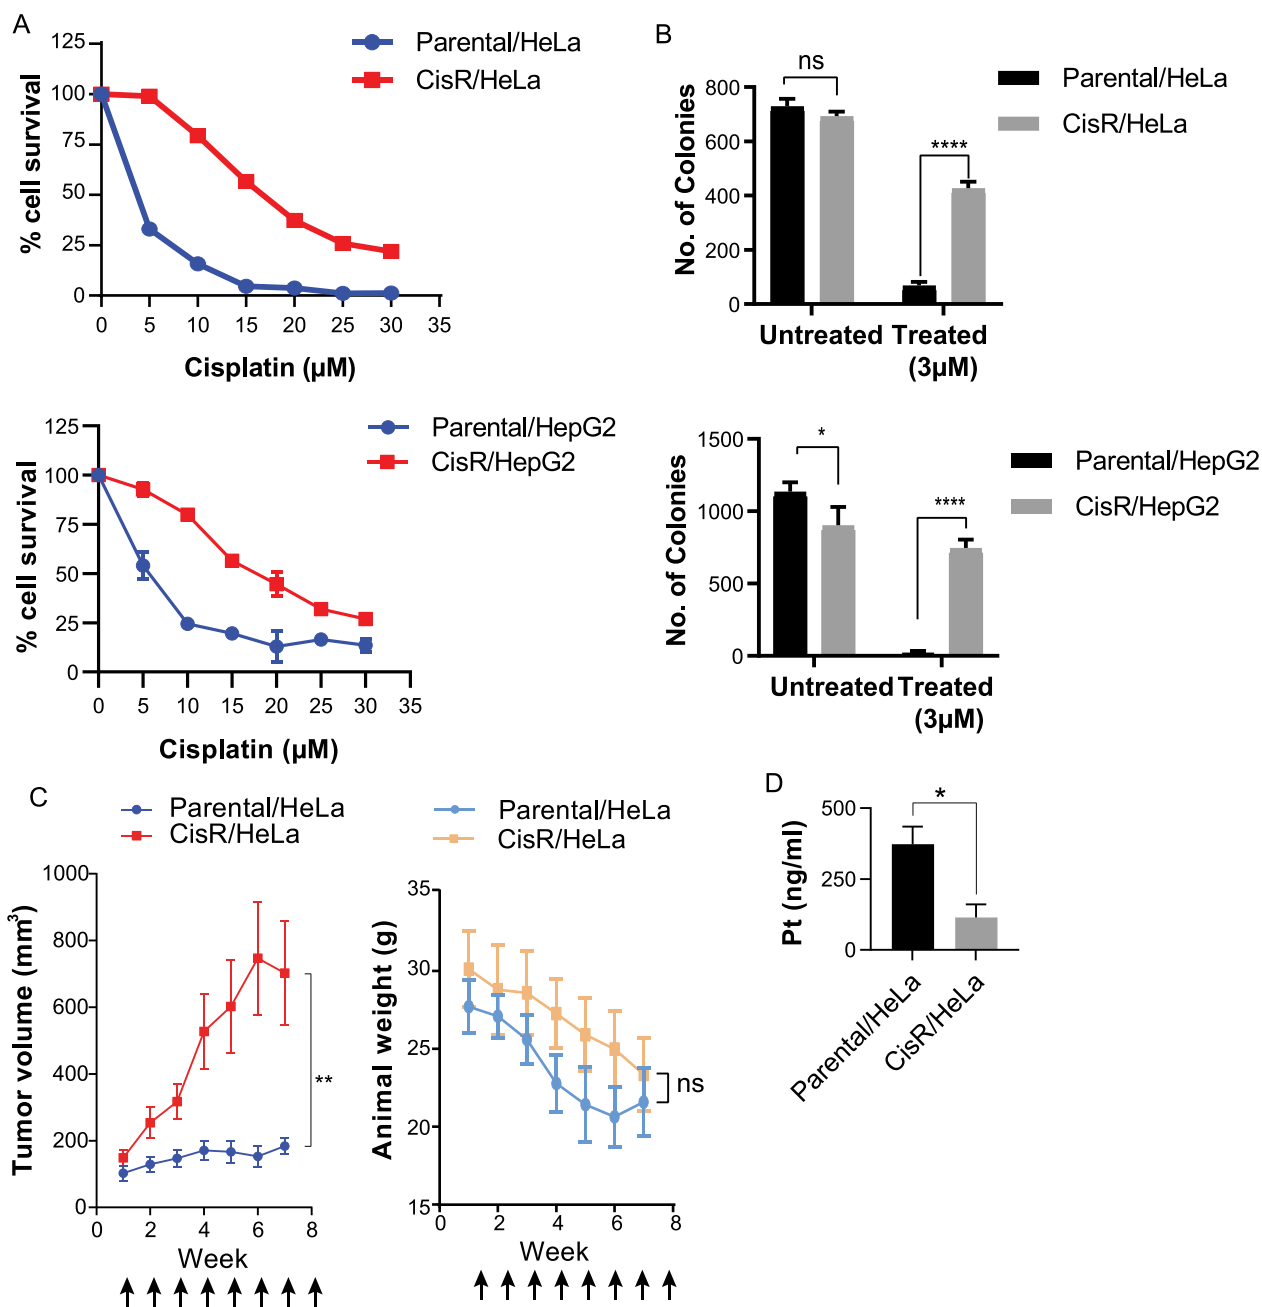 A
Parental/HeLa
CisR/HeLa
125
100
75
50
25
0
% cell survival
0 5 10 15 20 25 30 35
Cisplatin (µM)
B
Parental/HeLa
CisR/HeLa
ns
****
800
600
400
200
0
No. of Colonies
Untreated Treated
(3µM)
Parental/HepG2
CisR/HepG2
125
100
75
50
25
0
% cell survival
0 5 10 15 20 25 30 35
Cisplatin (µM)
Parental/HepG2
CisR/HepG2
*
****
1500
1000
500
0
No. of Colonies
Untreated Treated
(3µM)
C
Parental/HeLa
CisR/HeLa
1000
800
600
400
200
0
Tumor volume (mm³)
**
0 2 4 6 8
Week
Parental/HeLa
CisR/HeLa
35
30
25
20
15
Animal weight (g)
ns
0 2 4 6 8
Week
D
*
500
250
0
Pt (ng/ml)
Parental/HeLa
CisR/HeLa